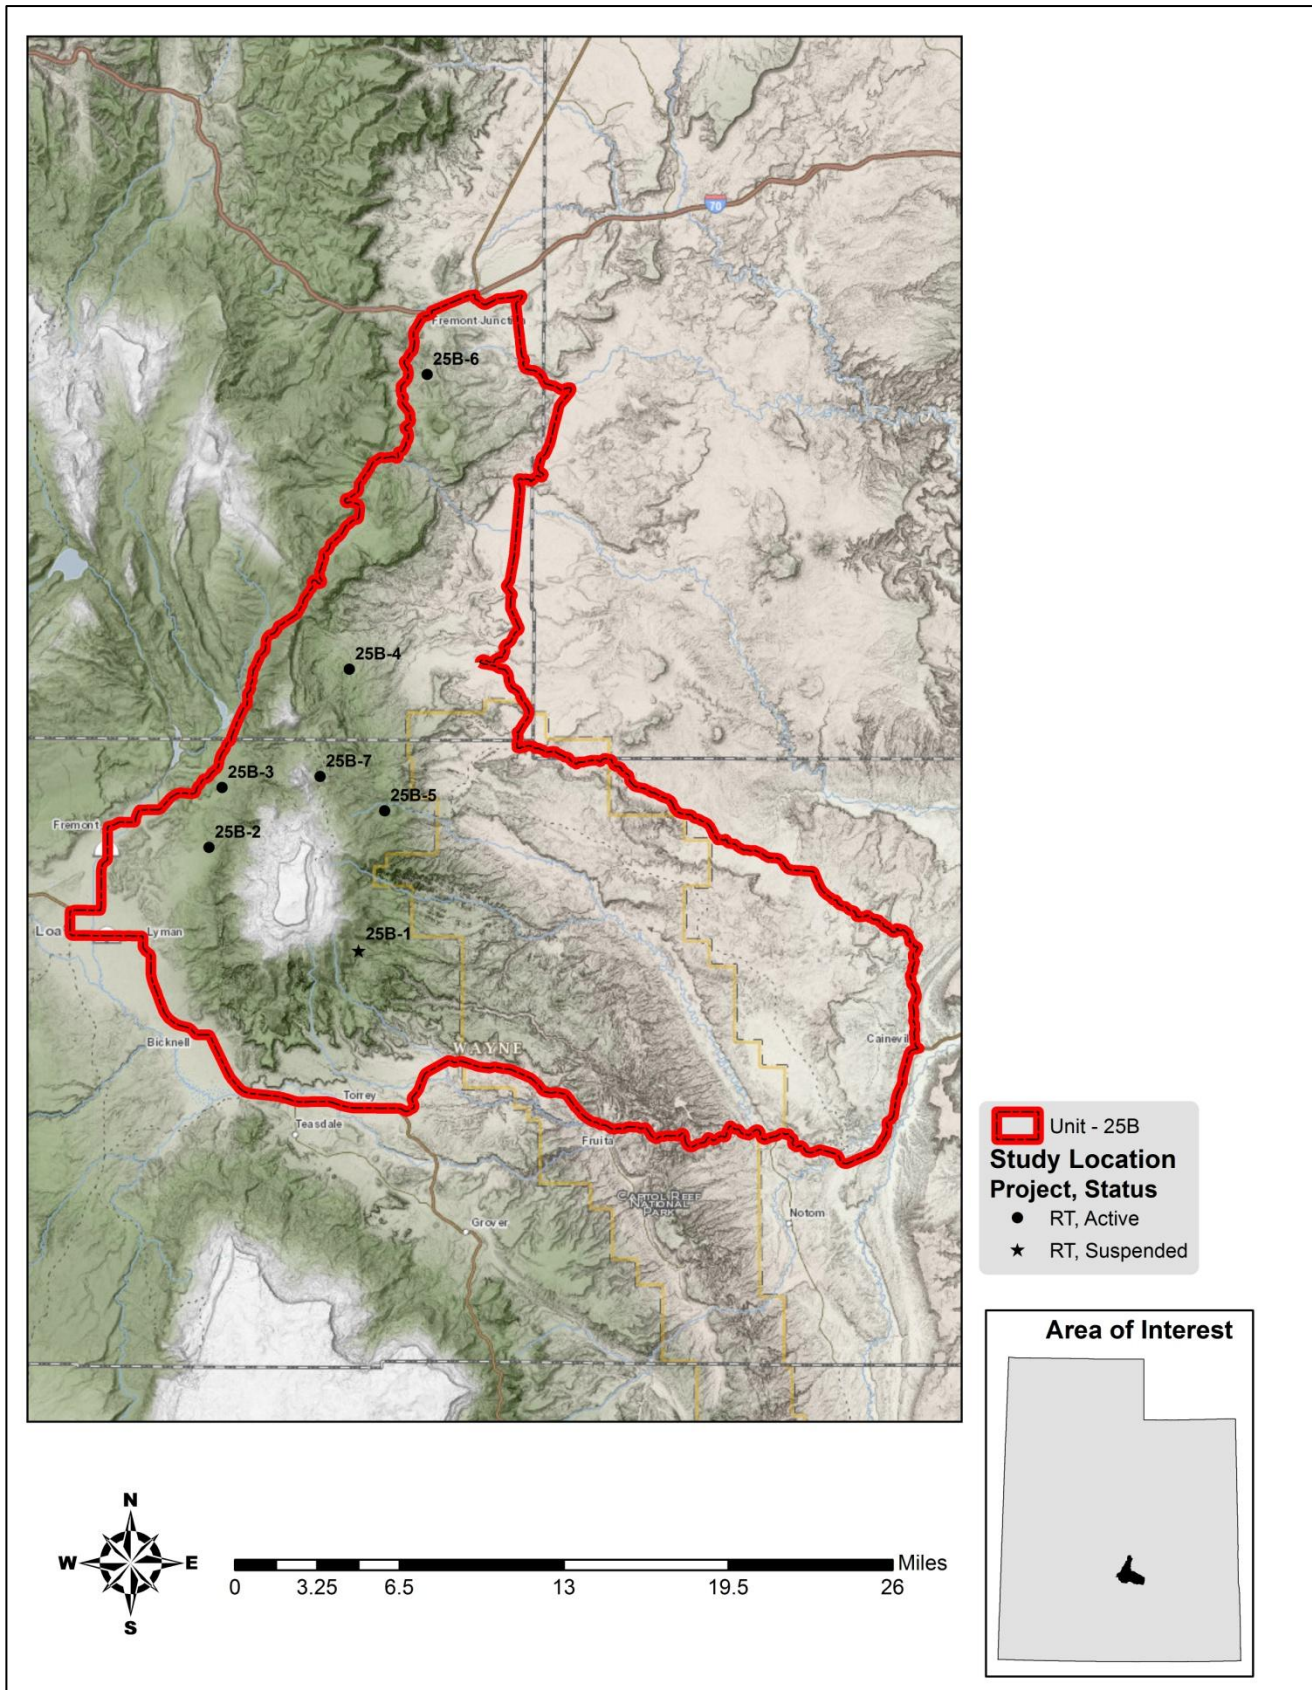 70
Fremont Junction
25B-6
25B-4
25B-7
25B-3
25B-5
Fremont
25B-2
Loa
Lyman
25B-1
Bicknell
WAYNE
Cainevil
Torrey
Teasdale
Fruita
CAPITOL REEF
NATIONAL
PARK
Grover
Notom
Unit - 25B
Study Location
Project, Status
RT, Active
RT, Suspended
Area of Interest
N
W
E
S
Miles
0
3.25
6.5
13
19.5
26